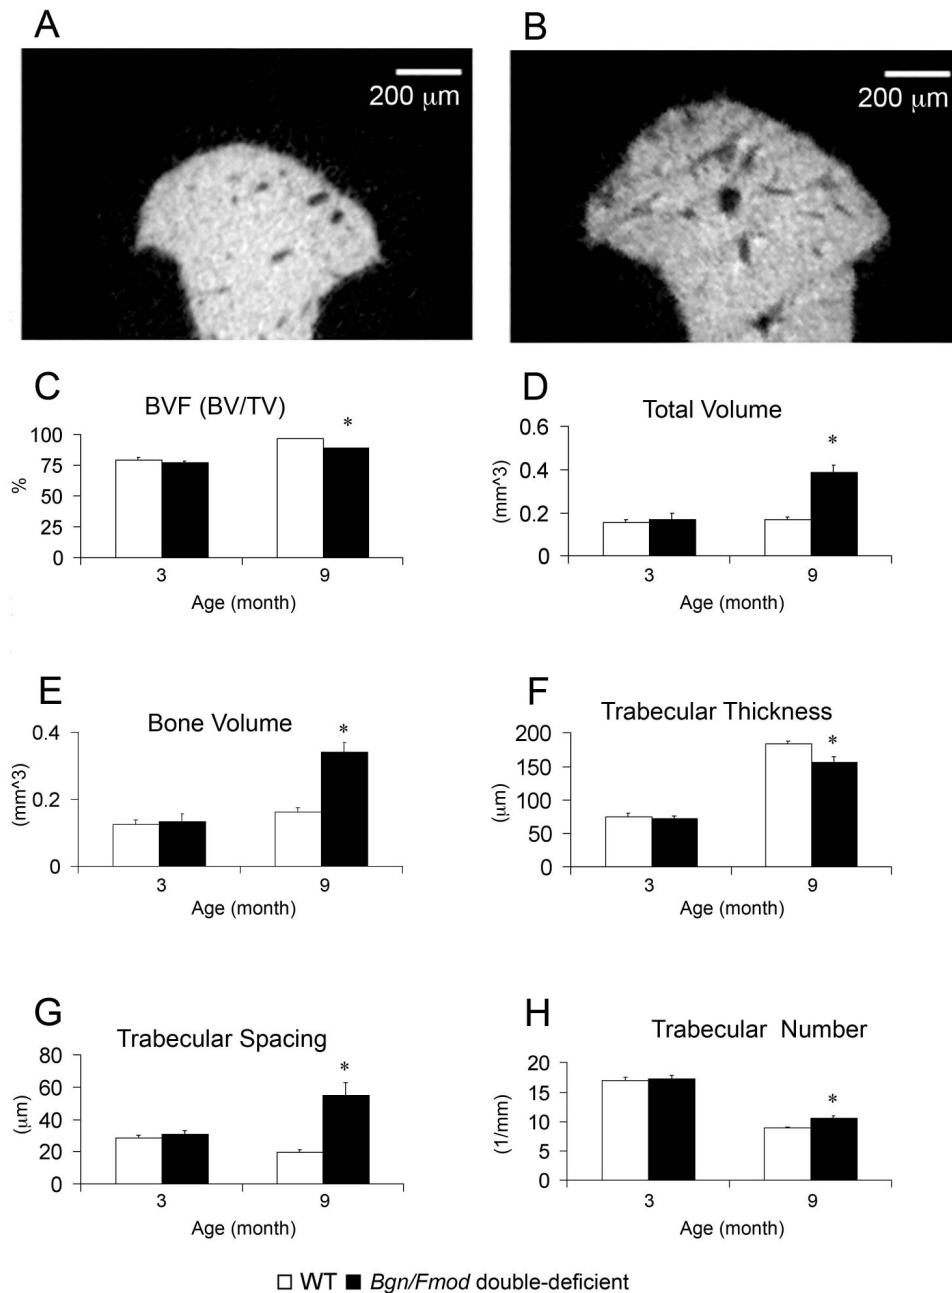 A
200 μm
B
200 μm
C
BVF (BV/TV)
*
100
75
50
25
0
%
3 9
Age (month)
D
Total Volume
*
0.6
0.4
0.2
0
(mm^3)
3 9
Age (month)
E
Bone Volume
*
0.4
0.2
0
(mm^3)
3 9
Age (month)
F
Trabecular Thickness
*
200
150
100
50
0
(μm)
3 9
Age (month)
G
Trabecular Spacing
*
80
60
40
20
0
(μm)
3 9
Age (month)
H
Trabecular Number
*
20
15
10
5
0
(1/mm)
3 9
Age (month)
WT Bgn/Fmod double-deficient